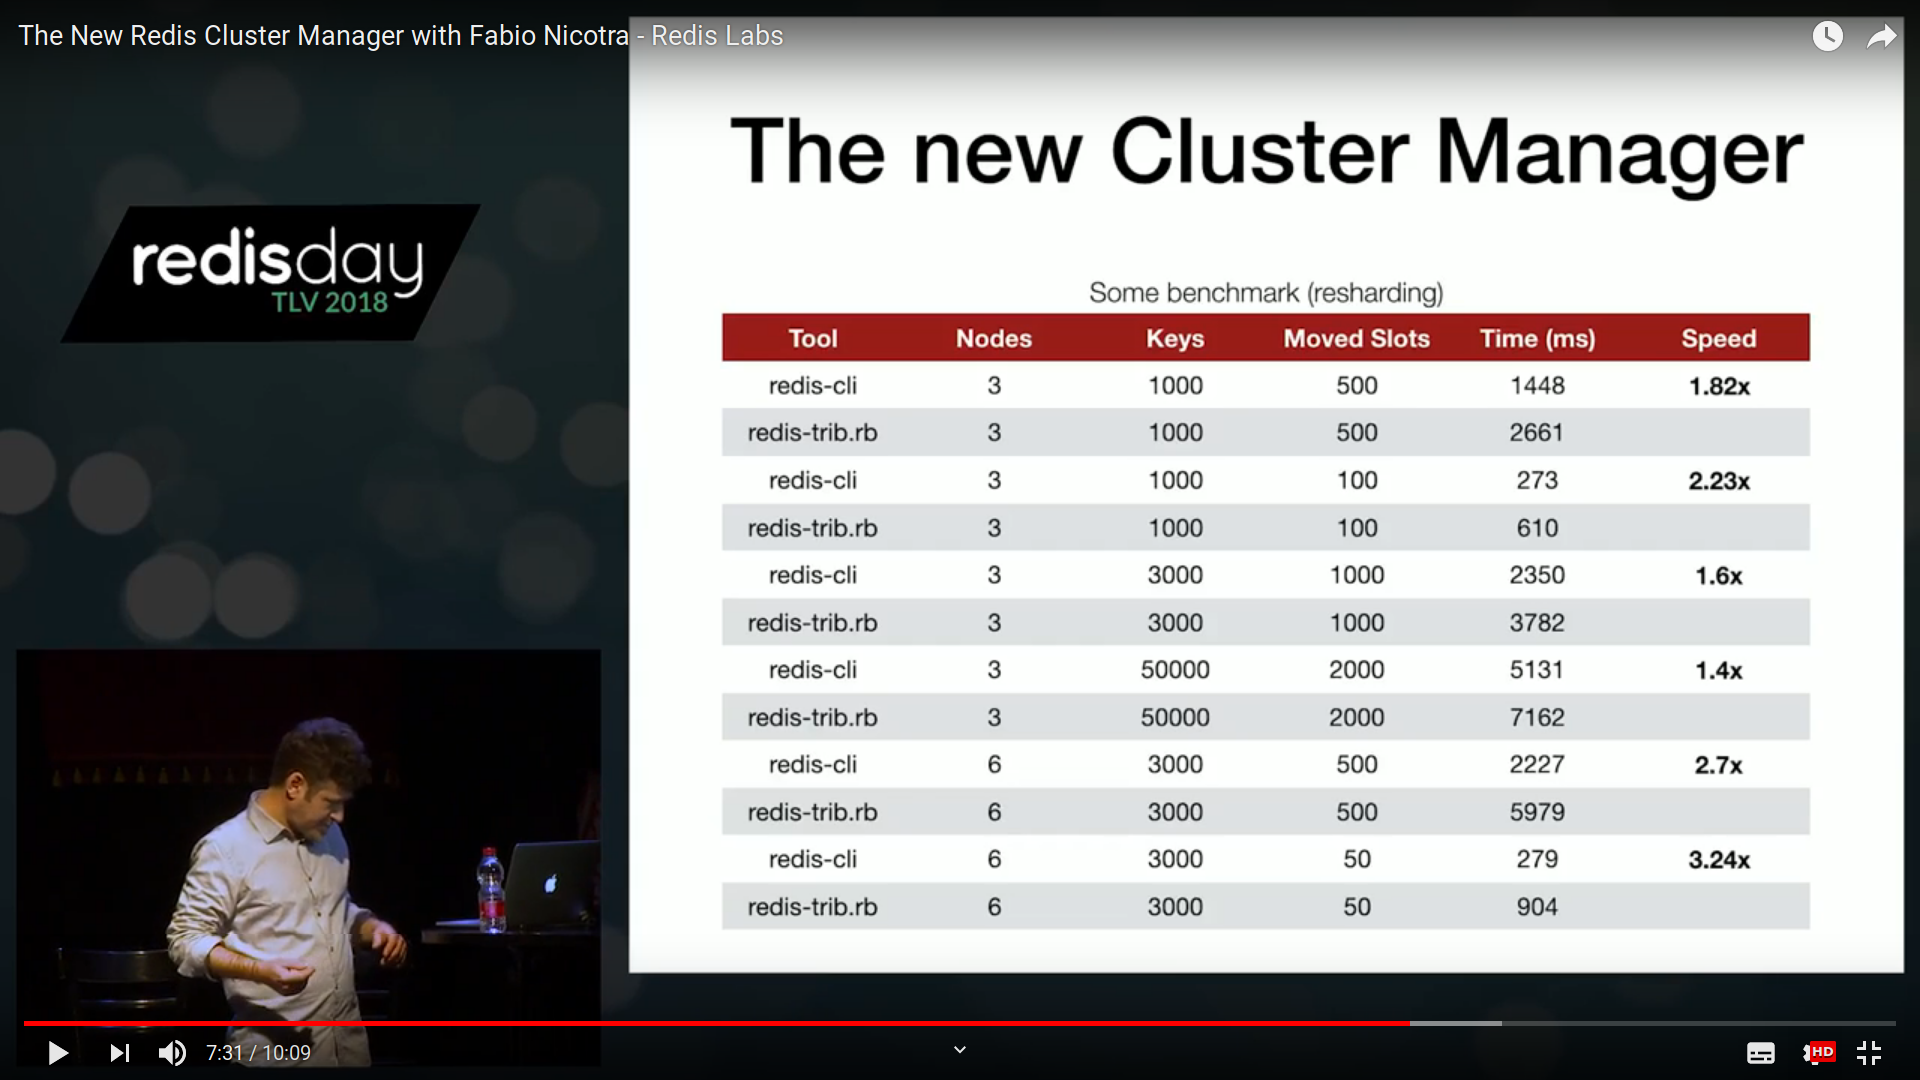 The New Redis Cluster Manager with Fabio Nicotra - Redis Labs
redisday
TLV 2018
The new Cluster Manager
Some benchmark (resharding)
Tool Nodes Keys Moved Slots Time (ms) Speed
redis-cli 3 1000 500 1448 1.82x
redis-trib.rb 3 1000 500 2661
redis-cli 3 1000 100 273 2.23x
redis-trib.rb 3 1000 100 610
redis-cli 3 3000 1000 2350 1.6x
redis-trib.rb 3 3000 1000 3782
redis-cli 3 50000 2000 5131 1.4x
redis-trib.rb 3 50000 2000 7162
redis-cli 6 3000 500 2227 2.7x
redis-trib.rb 6 3000 500 5979
redis-cli 6 3000 50 279 3.24x
redis-trib.rb 6 3000 50 904
7:31 / 10:09
HD